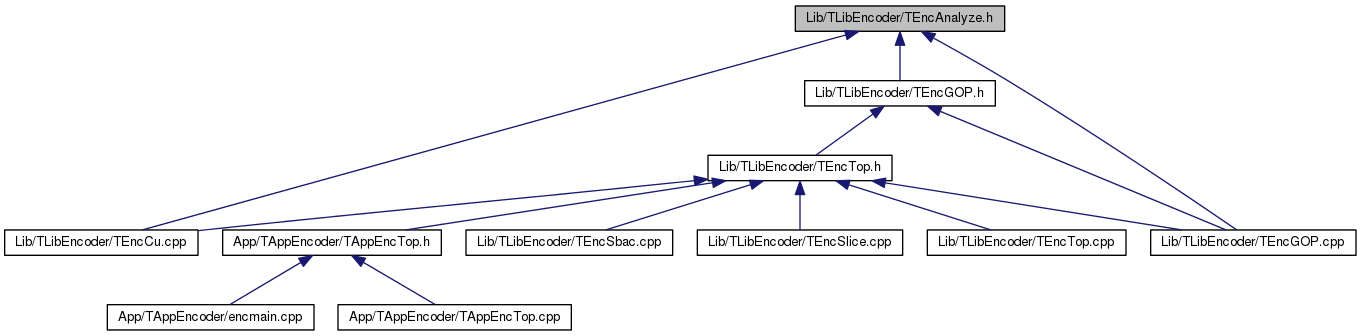 Lib/TLibEncoder/TEncAnalyze.h
Lib/TLibEncoder/TEncGOP.h
Lib/TLibEncoder/TEncTop.h
Lib/TLibEncoder/TEncCu.cpp
App/TAppEncoder/TAppEncTop.h
Lib/TLibEncoder/TEncSbac.cpp
Lib/TLibEncoder/TEncSlice.cpp
Lib/TLibEncoder/TEncTop.cpp
Lib/TLibEncoder/TEncGOP.cpp
App/TAppEncoder/encmain.cpp
App/TAppEncoder/TAppEncTop.cpp